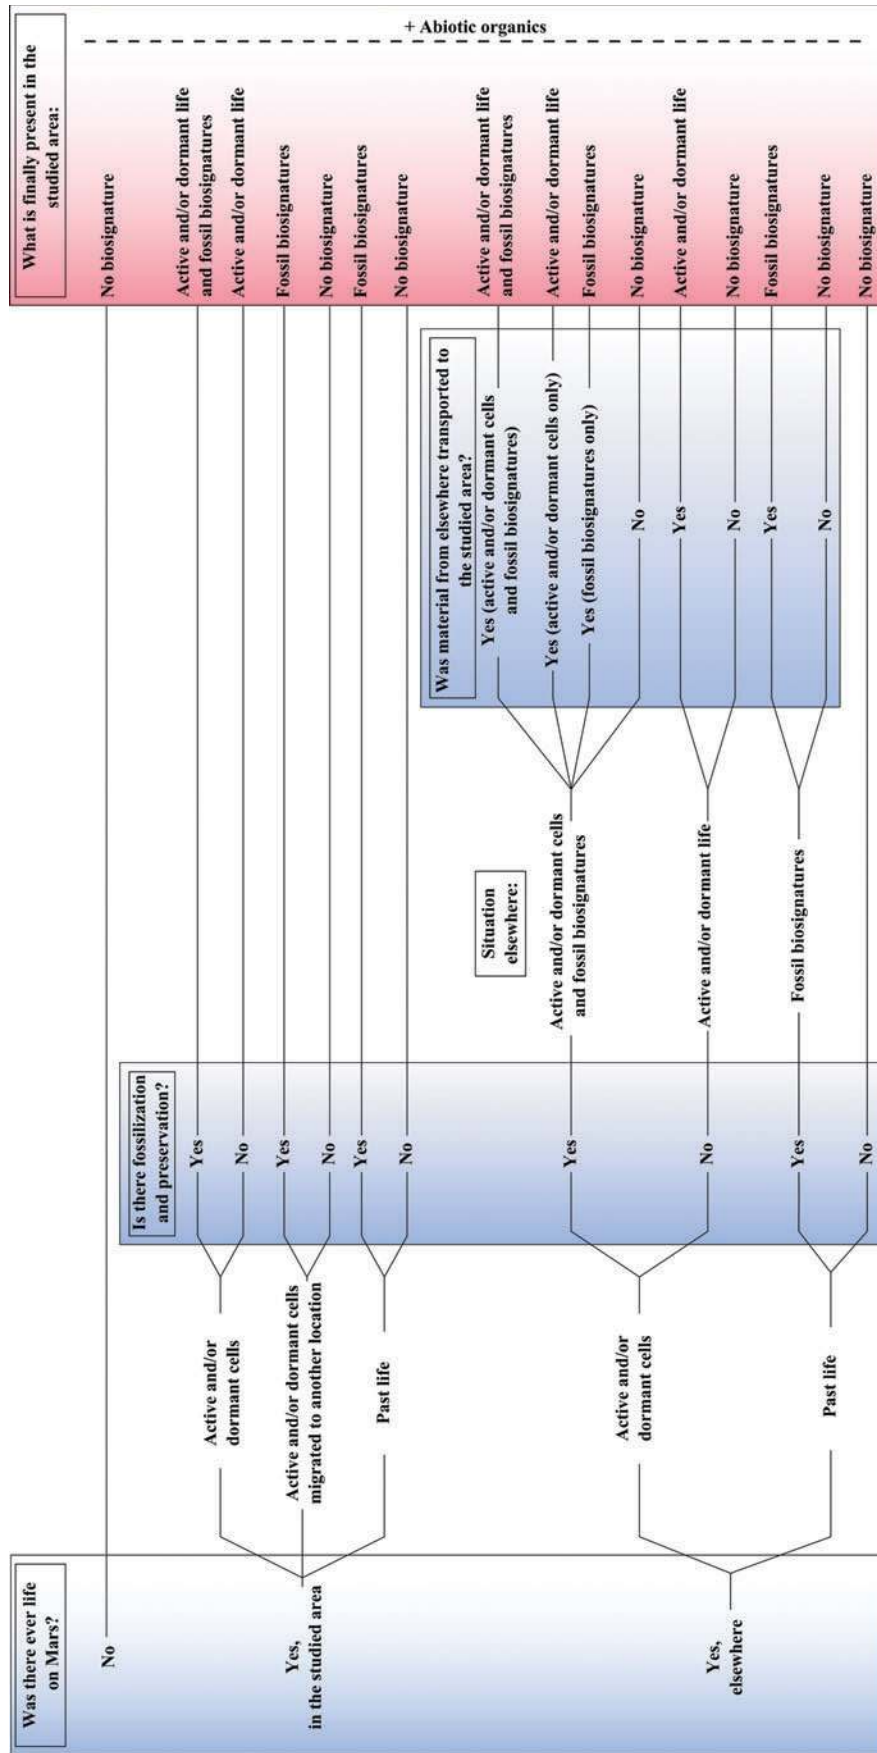 Was there ever life
on Mars?
No
Yes,
in the studied area
Yes,
elsewhere
Active and/or
dormant cells
Active and/or dormant cells
migrated to another location
Past life
Active and/or
dormant cells
Past life
Is there fossilization
and preservation?
Yes
No
Yes
No
Yes
No
Yes
No
Yes
No
Situation
elsewhere:
Active and/or dormant cells
and fossil biosignatures
Active and/or dormant life
Fossil biosignatures
Was material from elsewhere transported to
the studied area?
Yes (active and/or dormant cells
and fossil biosignatures)
Yes (active and/or dormant cells only)
Yes (fossil biosignatures only)
No
Yes
No
Yes
No
What is finally present in the
studied area:
No biosignature
Active and/or dormant life
and fossil biosignatures
Active and/or dormant life
Fossil biosignatures
No biosignature
Fossil biosignatures
No biosignature
Active and/or dormant life
and fossil biosignatures
Active and/or dormant life
Fossil biosignatures
No biosignature
Active and/or dormant life
No biosignature
Fossil biosignatures
No biosignature
No biosignature
+ Abiotic organics